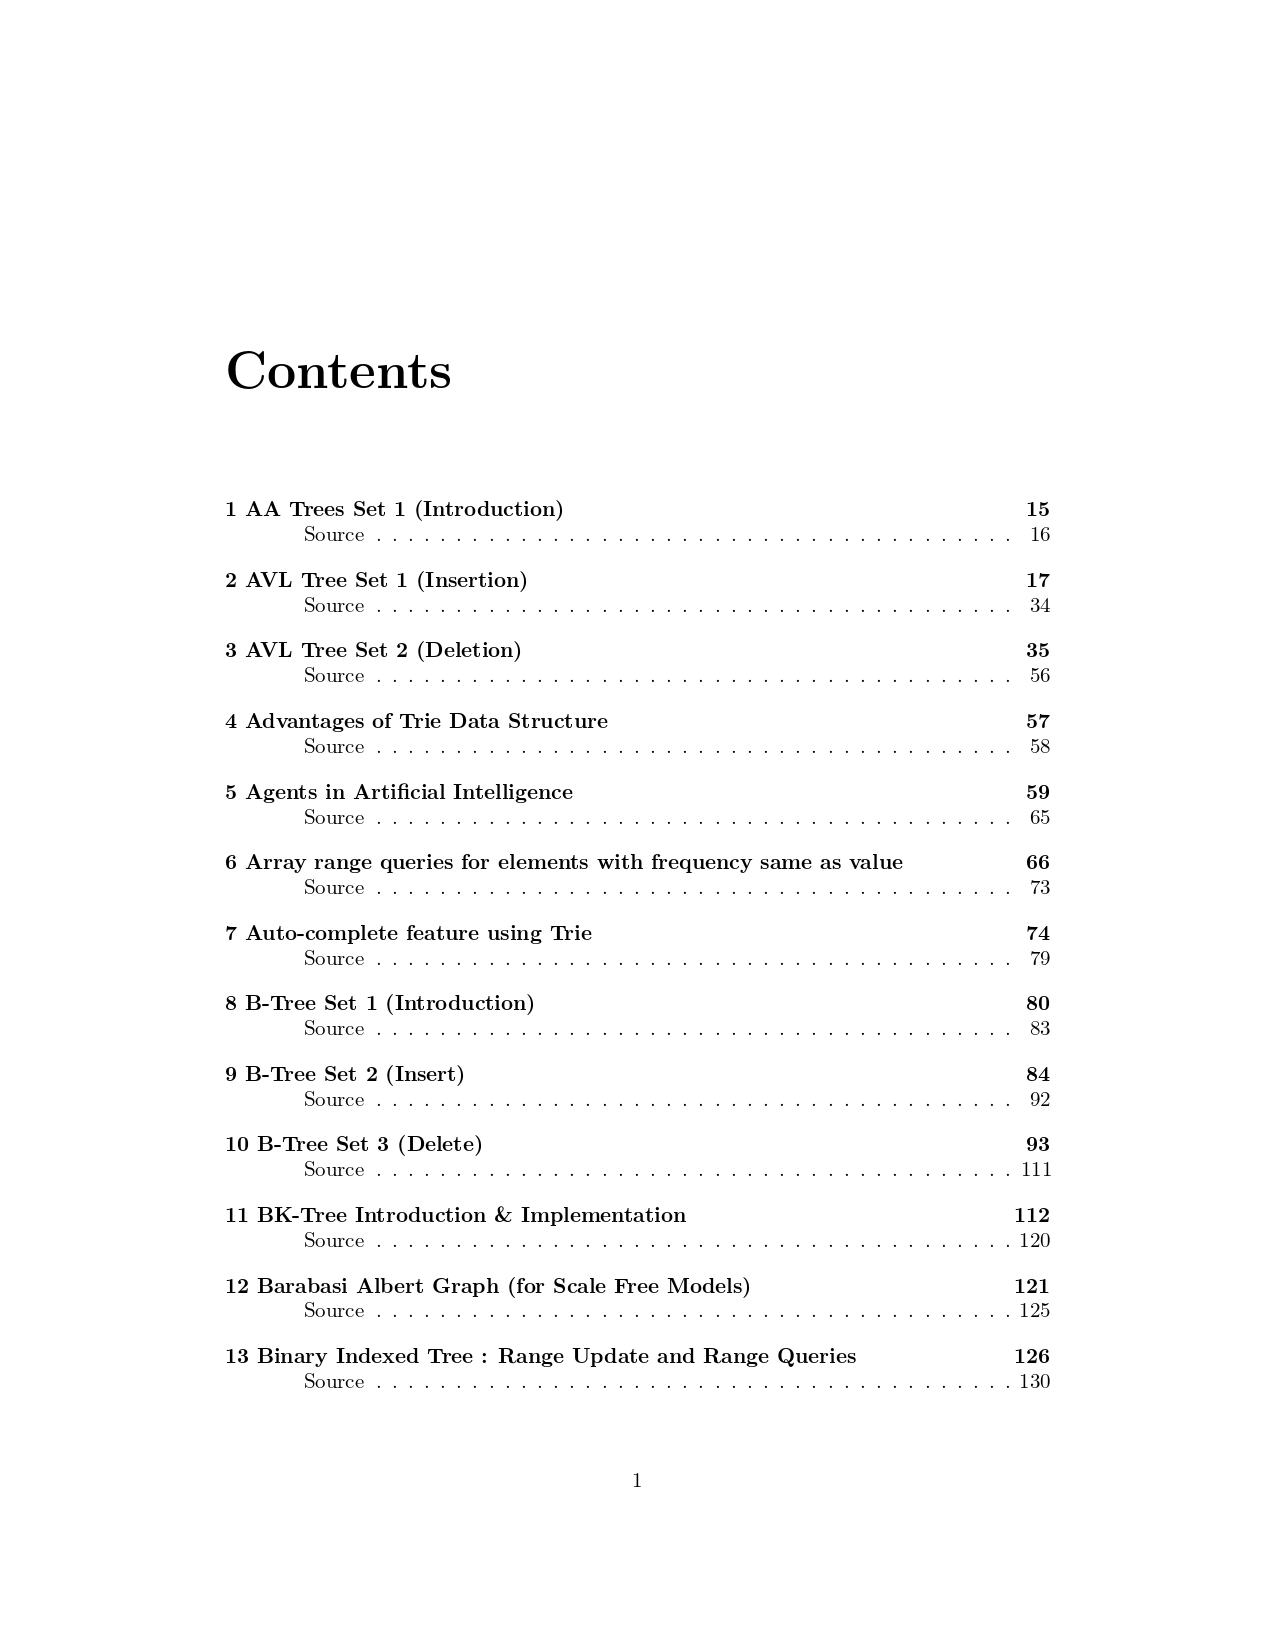 Contents
1 AA Trees Set 1 (Introduction) 15
Source . . . . . . . . . . . . . . . . . . . . . . . . . . . . . . . . . . . . . . . . 16
2 AVL Tree Set 1 (Insertion) 17
Source . . . . . . . . . . . . . . . . . . . . . . . . . . . . . . . . . . . . . . . . 34
3 AVL Tree Set 2 (Deletion) 35
Source . . . . . . . . . . . . . . . . . . . . . . . . . . . . . . . . . . . . . . . . 56
4 Advantages of Trie Data Structure 57
Source . . . . . . . . . . . . . . . . . . . . . . . . . . . . . . . . . . . . . . . . 58
5 Agents in Artificial Intelligence 59
Source . . . . . . . . . . . . . . . . . . . . . . . . . . . . . . . . . . . . . . . . 65
6 Array range queries for elements with frequency same as value 66
Source . . . . . . . . . . . . . . . . . . . . . . . . . . . . . . . . . . . . . . . . 73
7 Auto-complete feature using Trie 74
Source . . . . . . . . . . . . . . . . . . . . . . . . . . . . . . . . . . . . . . . . 79
8 B-Tree Set 1 (Introduction) 80
Source . . . . . . . . . . . . . . . . . . . . . . . . . . . . . . . . . . . . . . . . 83
9 B-Tree Set 2 (Insert) 84
Source . . . . . . . . . . . . . . . . . . . . . . . . . . . . . . . . . . . . . . . . 92
10 B-Tree Set 3 (Delete) 93
Source . . . . . . . . . . . . . . . . . . . . . . . . . . . . . . . . . . . . . . . . 111
11 BK-Tree Introduction & Implementation 112
Source . . . . . . . . . . . . . . . . . . . . . . . . . . . . . . . . . . . . . . . . 120
12 Barabasi Albert Graph (for Scale Free Models) 121
Source . . . . . . . . . . . . . . . . . . . . . . . . . . . . . . . . . . . . . . . . 125
13 Binary Indexed Tree : Range Update and Range Queries 126
Source . . . . . . . . . . . . . . . . . . . . . . . . . . . . . . . . . . . . . . . . 130
1